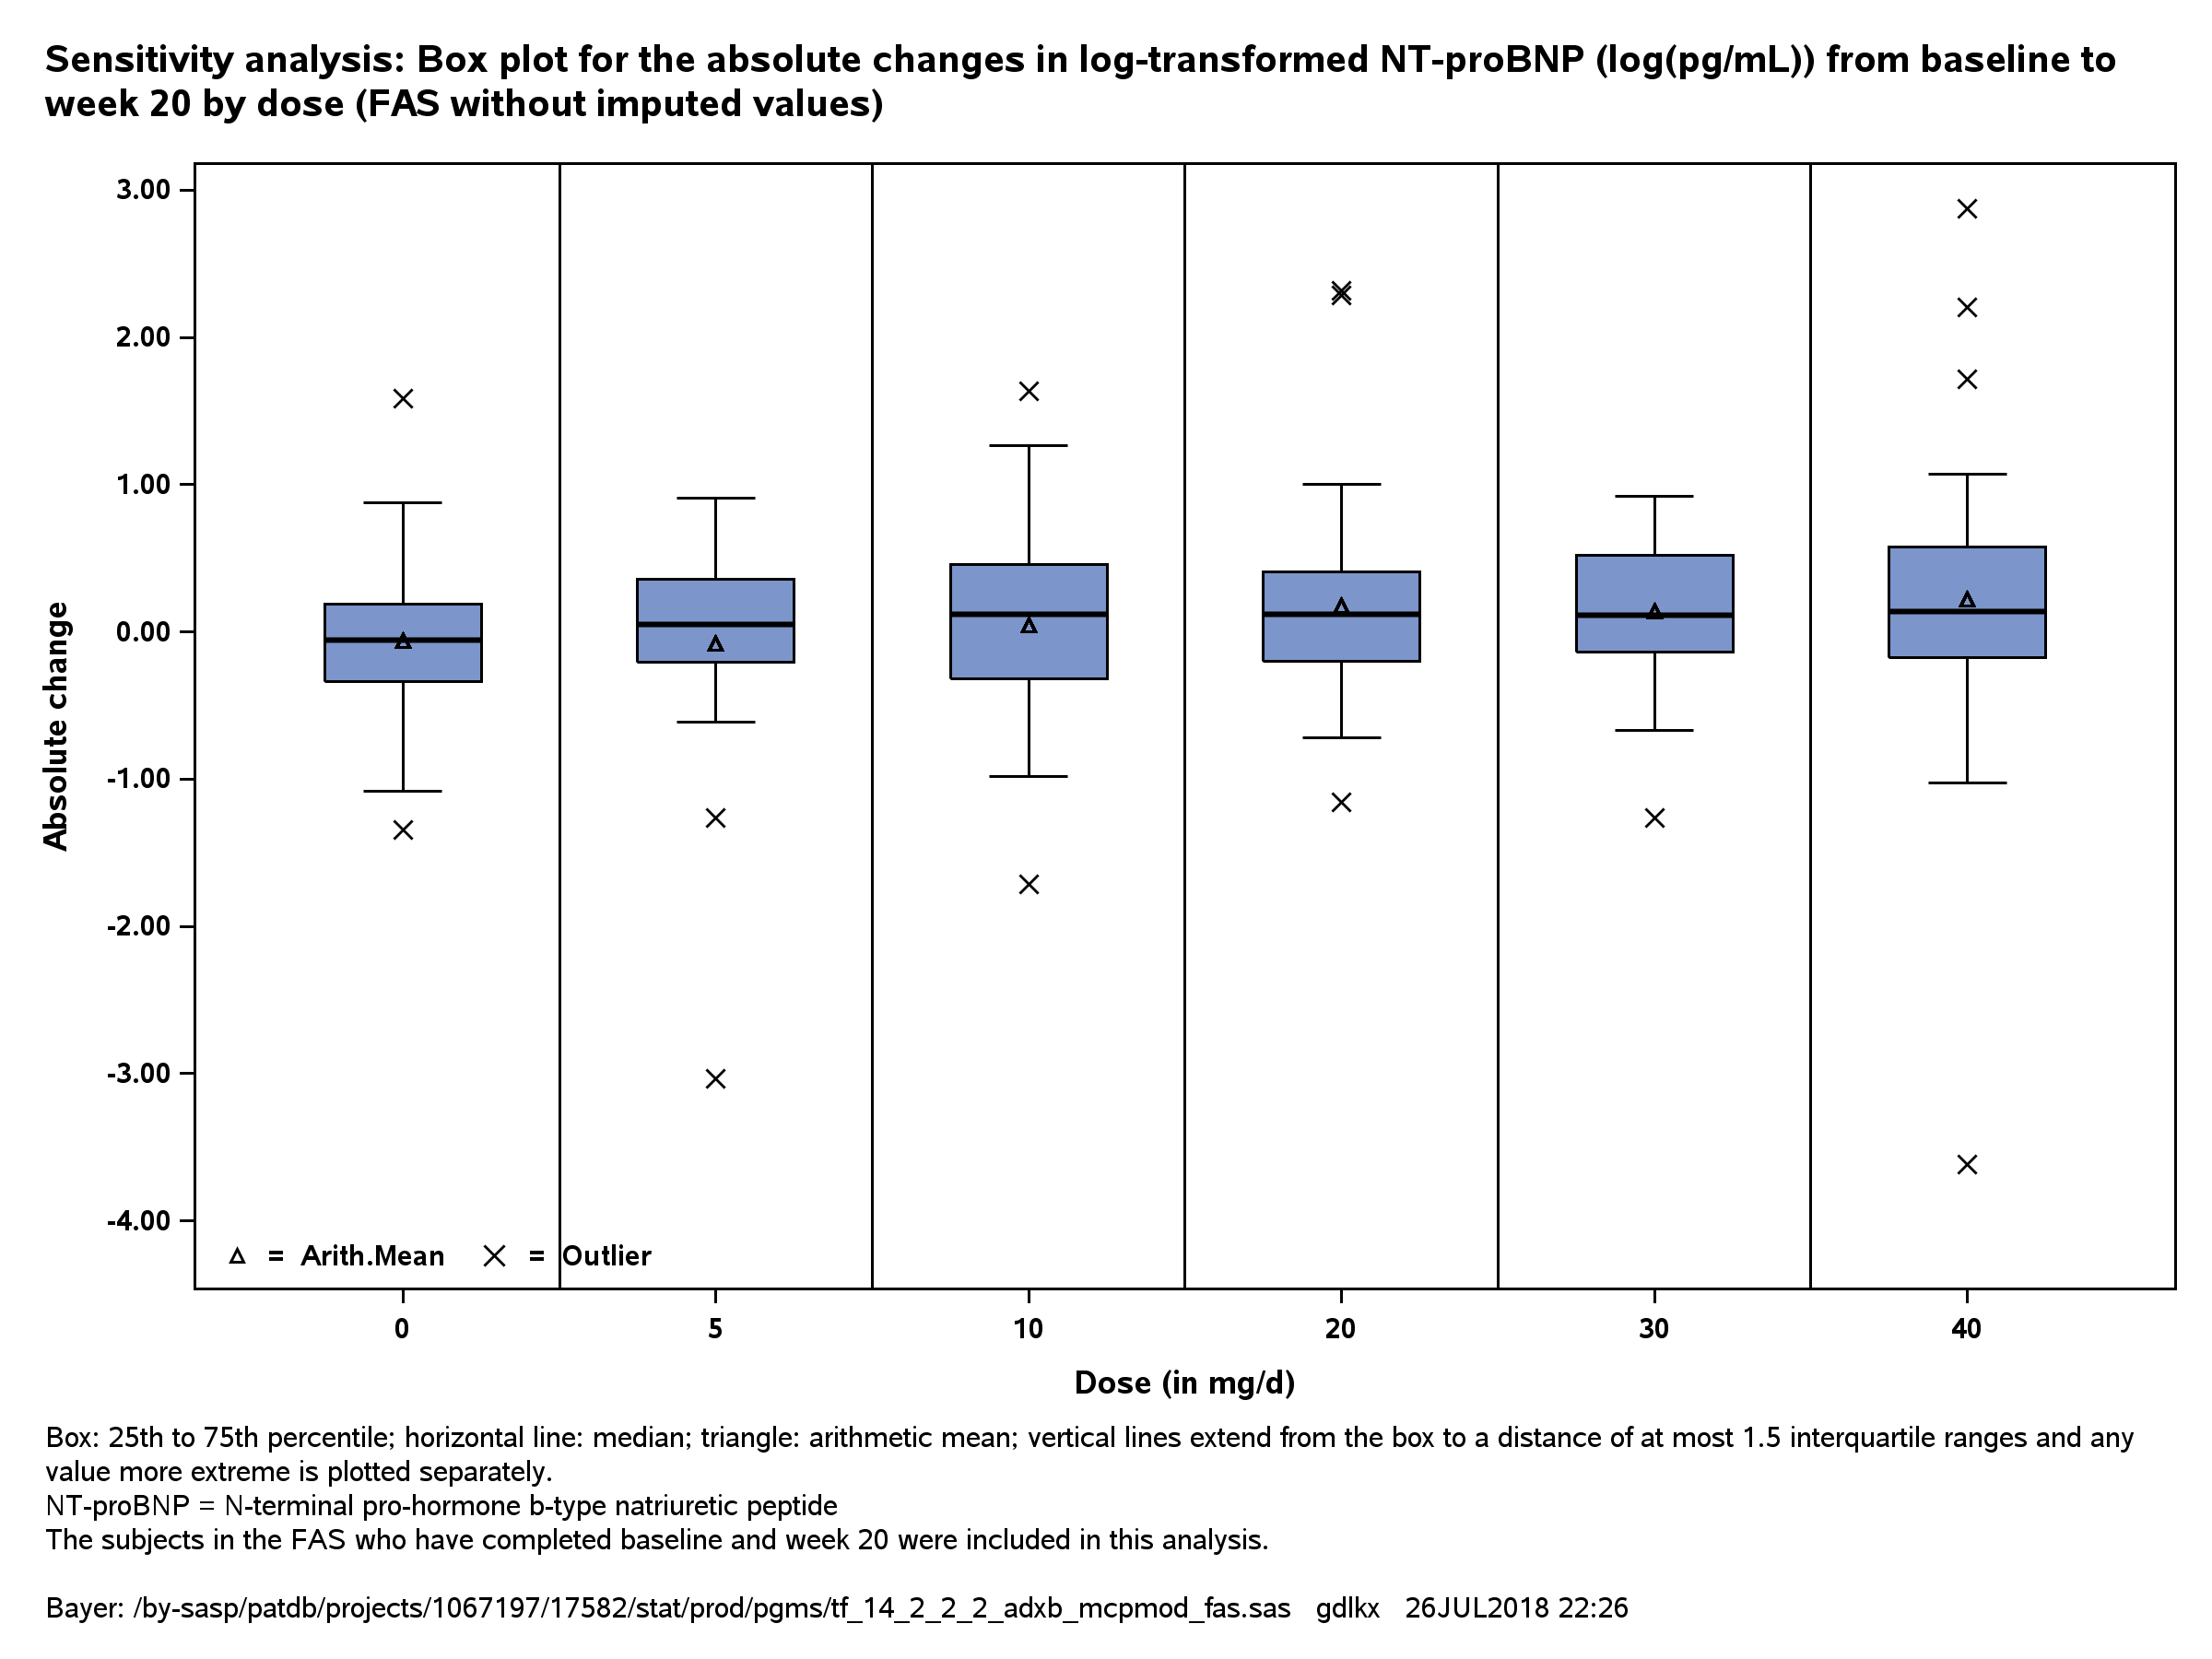 Sensitivity analysis: Box plot for the absolute changes in log-transformed NT-proBNP (log(pg/mL)) from baseline to
week 20 by dose (FAS without imputed values)
3.00
2.00
1.00
0.00
-1.00
-2.00
-3.00
-4.00
Absolute change
△ = Arith.Mean × = Outlier
0 5 10 20 30 40
Dose (in mg/d)
Box: 25th to 75th percentile; horizontal line: median; triangle: arithmetic mean; vertical lines extend from the box to a distance of at most 1.5 interquartile ranges and any
value more extreme is plotted separately.
NT-proBNP = N-terminal pro-hormone b-type natriuretic peptide
The subjects in the FAS who have completed baseline and week 20 were included in this analysis.
Bayer: /by-sasp/patdb/projects/1067197/17582/stat/prod/pgms/tf_14_2_2_2_adxb_mcpmod_fas.sas gdlkx 26JUL2018 22:26